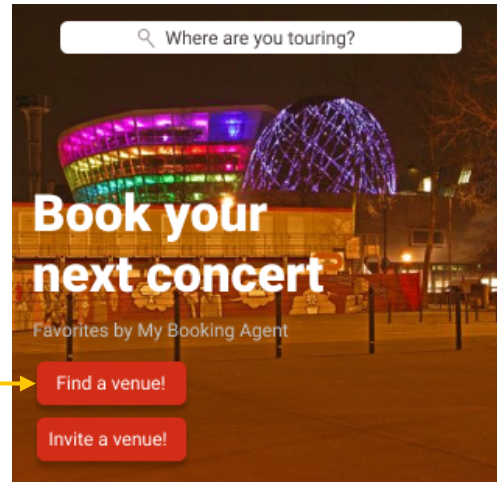 Where are you touring?
Book your
next concert
Favorites by My Booking Agent
Find a venue!
Invite a venue!